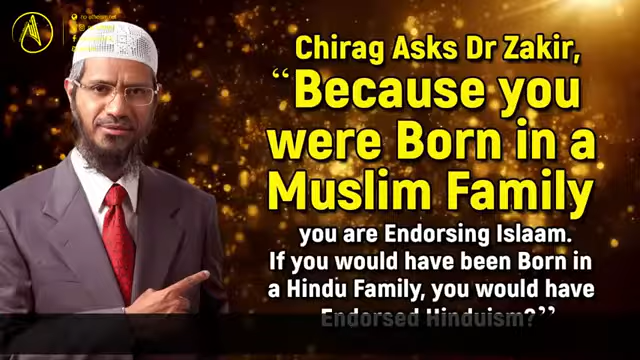 Chirag Asks Dr Zakir,
“Because you
were Born in a
Muslim Family
you are Endorsing Islaam.
If you would have been Born in
a Hindu Family, you would have
Endorsed Hinduism?”